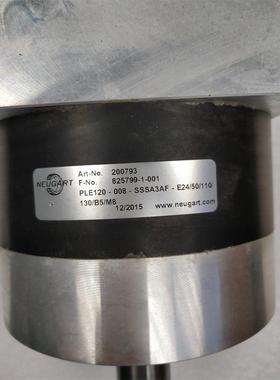 NEUGART
Art-No. 200793
F-No. 825799-1-001
PLE120 - 008 - SSSA3AF - E24/50/110/
130/B5/M8 12/2015 www.neugart.com